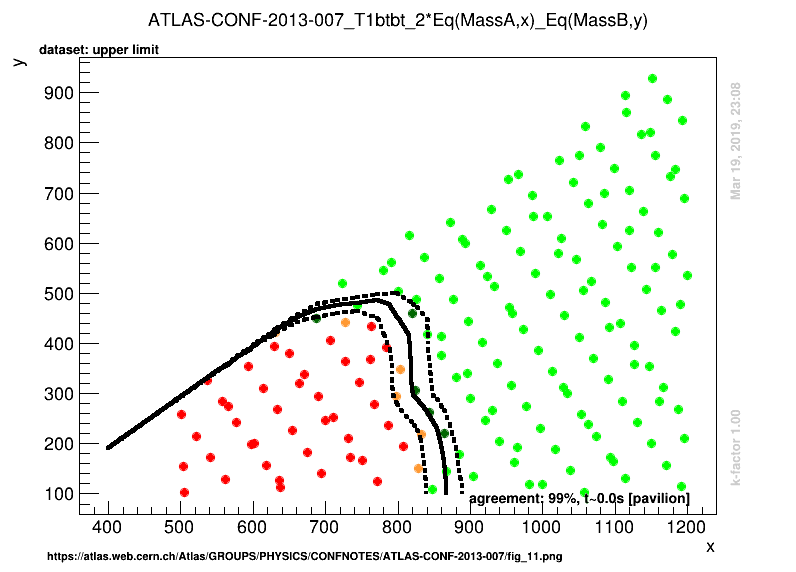 ATLAS-CONF-2013-007_T1btbt_2*Eq(MassA,x)_Eq(MassB,y)
dataset: upper limit
y
900
800
700
600
500
400
300
200
100
400 500 600 700 800 900 1000 1100 1200
x
agreement: 99%, t~0.0s [pavilion]
Mar 19, 2019, 23:08
k-factor 1.00
https://atlas.web.cern.ch/Atlas/GROUPS/PHYSICS/CONFNOTES/ATLAS-CONF-2013-007/fig_11.png